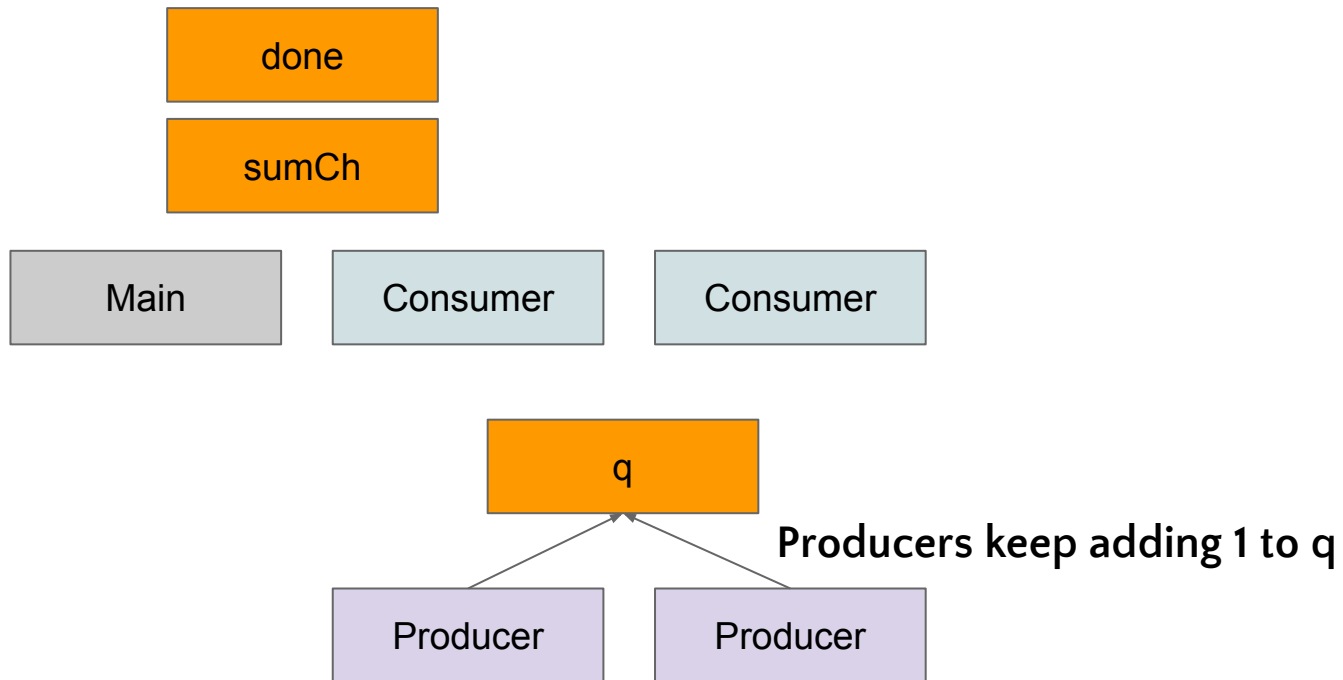 done
sumCh
Main
Consumer
Consumer
q
Producers keep adding 1 to q
Producer
Producer